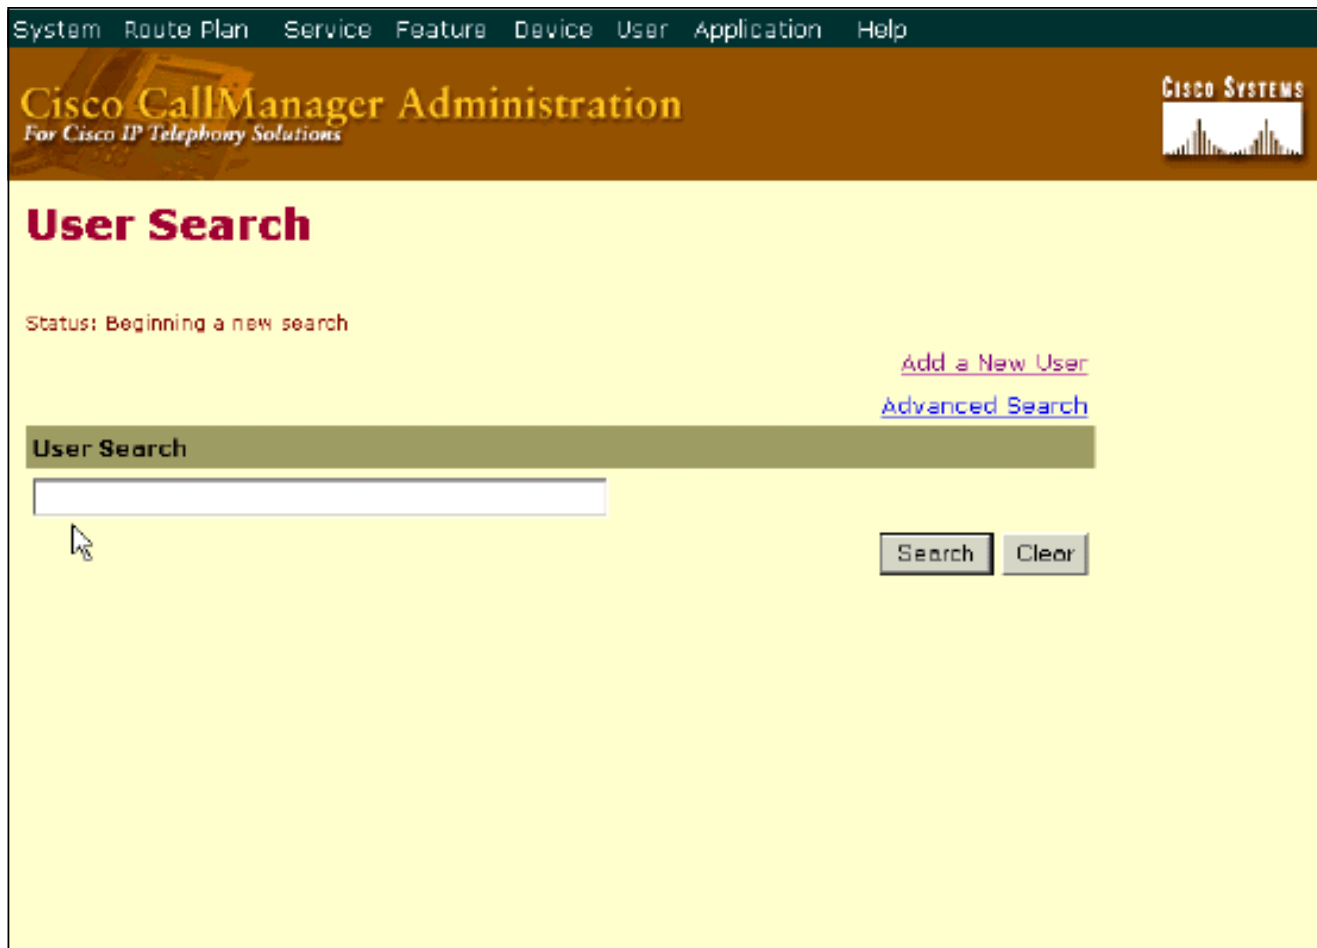 System Route Plan Service Feature Device User Application Help
Cisco CallManager Administration
For Cisco IP Telephony Solutions
CISCO SYSTEMS
User Search
Status: Beginning a new search
Add a New User
Advanced Search
User Search
Search Clear